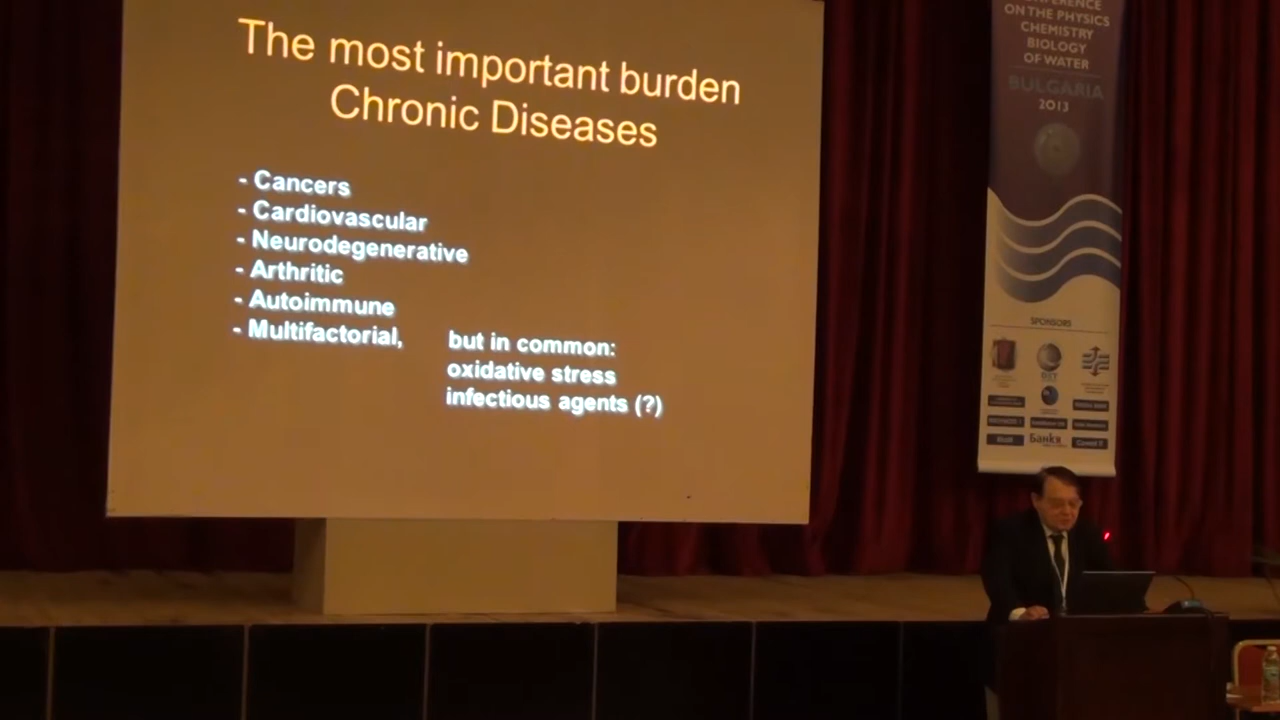 The most important burden
Chronic Diseases
- Cancers
- Cardiovascular
- Neurodegenerative
- Arthritic
- Autoimmune
- Multifactorial,
but in common:
oxidative stress
infectious agents (?)
ON THE PHYSICS
CHEMISTRY
BIOLOGY
OF WATER
BULGARIA
2013
SPONSORS